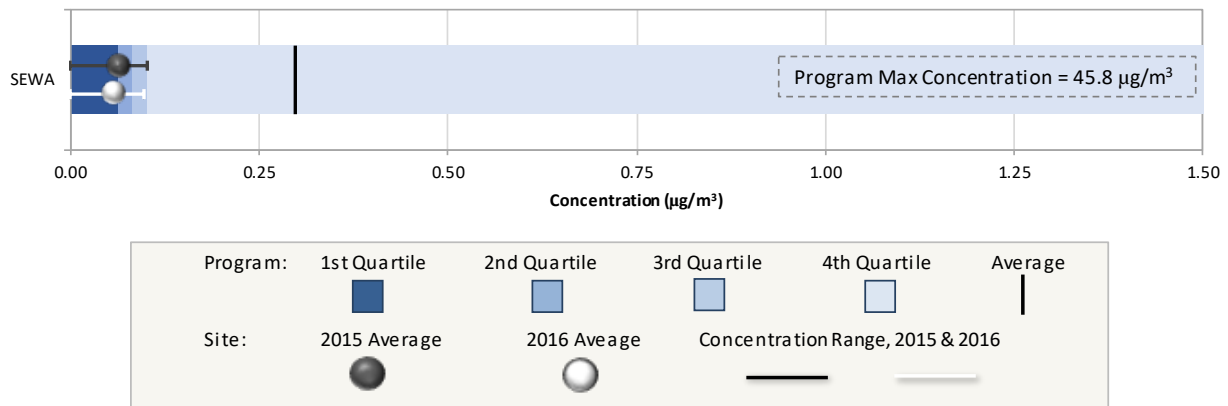 SEWA
Program Max Concentration = 45.8 µg/m³
0.00 0.25 0.50 0.75 1.00 1.25 1.50
Concentration (µg/m³)
Program: 1st Quartile 2nd Quartile 3rd Quartile 4th Quartile Average
Site: 2015 Average 2016 Aveage Concentration Range, 2015 & 2016